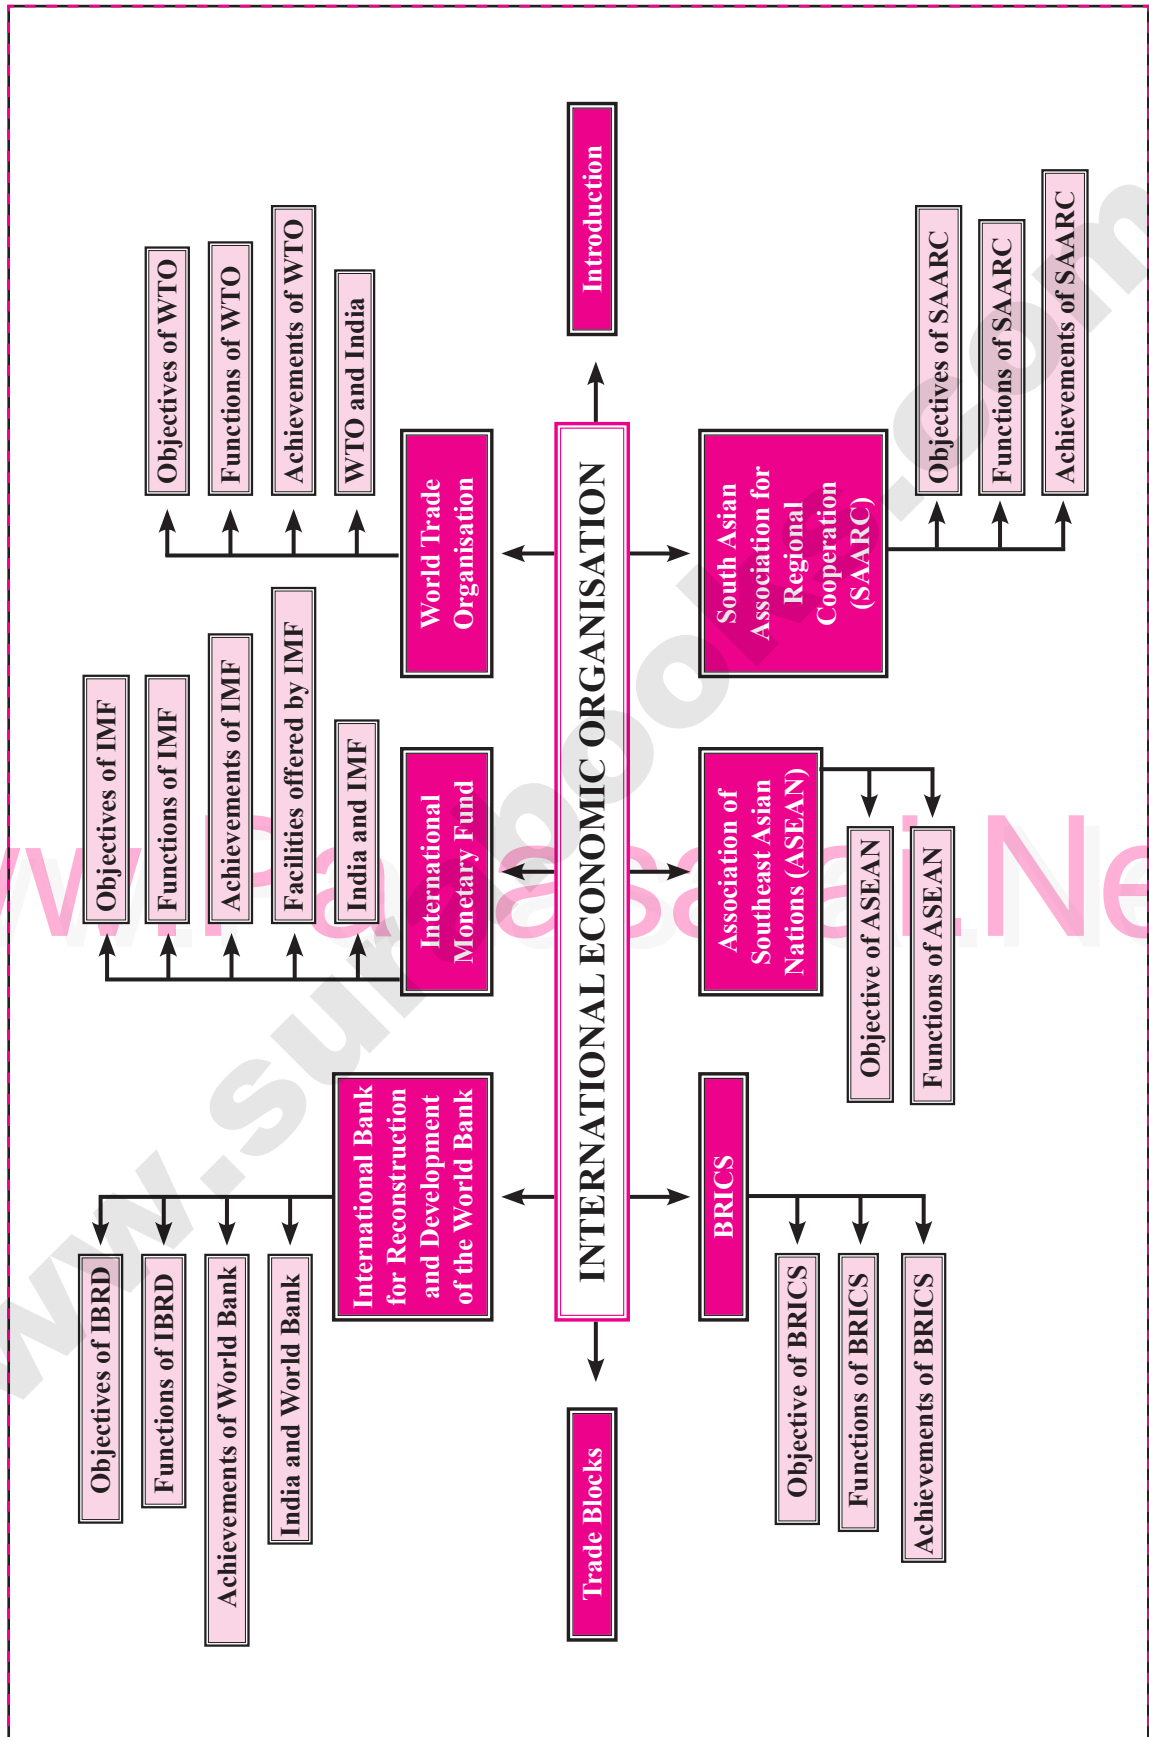 Objectives of IBRD
Functions of IBRD
Achievements of World Bank
India and World Bank
Objectives of IMF
Functions of IMF
Achievements of IMF
Facilities offered by IMF
India and IMF
Objectives of WTO
Functions of WTO
Achievements of WTO
WTO and India
International Bank
for Reconstruction
and Development
of the World Bank
International
Monetary Fund
World Trade
Organisation
Trade Blocks
INTERNATIONAL ECONOMIC ORGANISATION
Introduction
BRICS
Association of
Southeast Asian
Nations (ASEAN)
South Asian
Association for
Regional
Cooperation
(SAARC)
Objective of BRICS
Functions of BRICS
Achievements of BRICS
Objective of ASEAN
Functions of ASEAN
Objectives of SAARC
Functions of SAARC
Achievements of SAARC